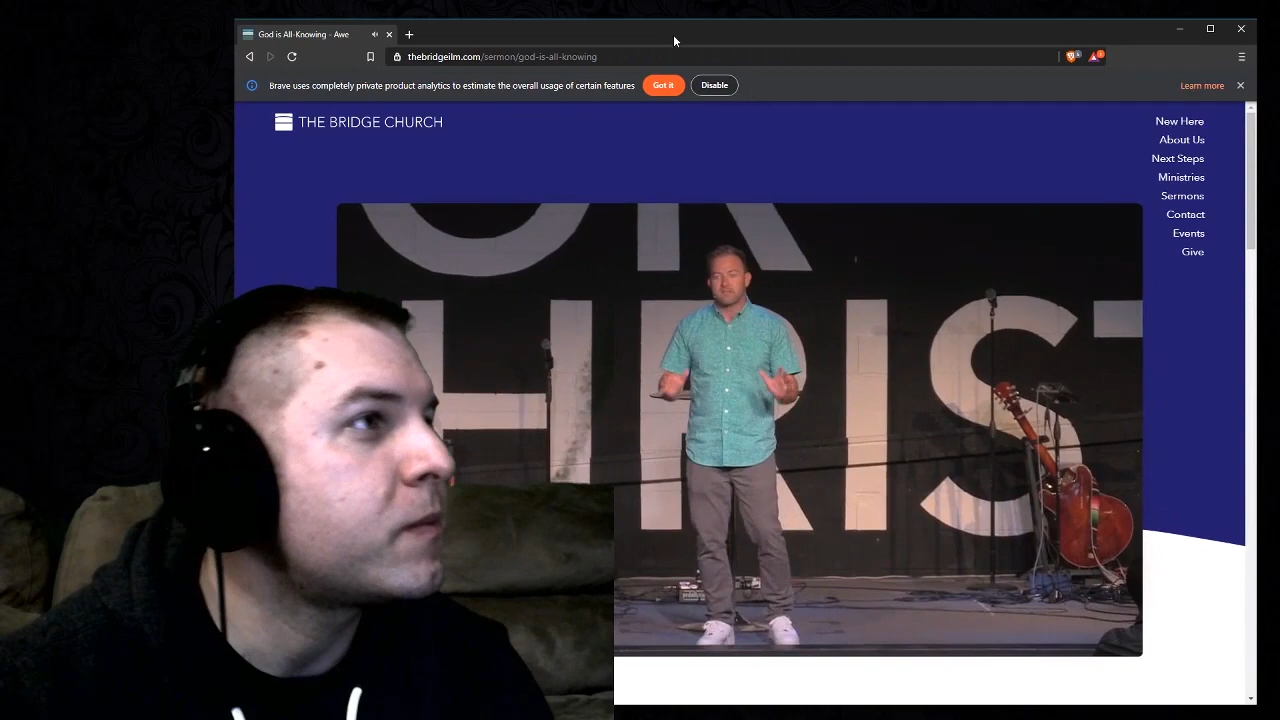 God is All-Knowing - Awe
thebridgeilm.com/sermon/god-is-all-knowing
Brave uses completely private product analytics to estimate the overall usage of certain features
Got it
Disable
Learn more
THE BRIDGE CHURCH
New Here
About Us
Next Steps
Ministries
Sermons
Contact
Events
Give
OR
HRIST